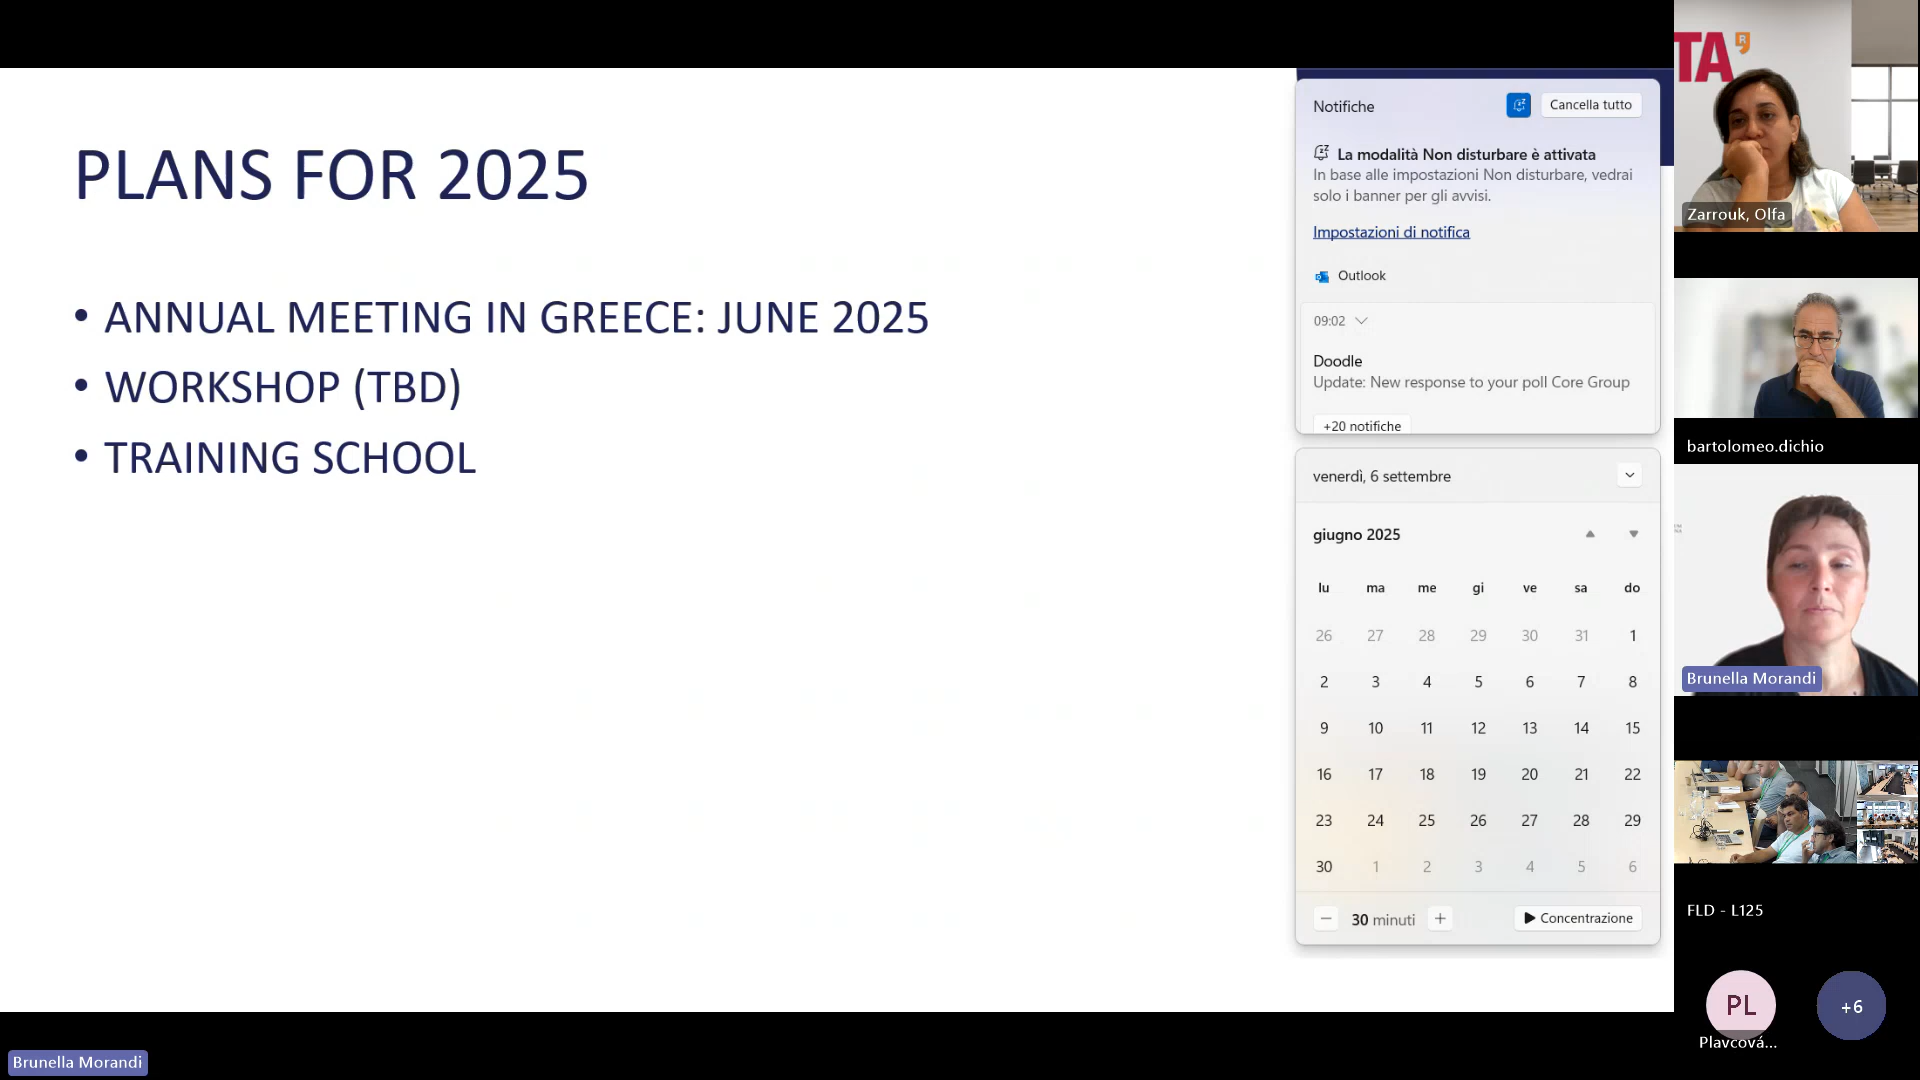 PLANS FOR 2025
• ANNUAL MEETING IN GREECE: JUNE 2025
• WORKSHOP (TBD)
• TRAINING SCHOOL
Notifiche
Cancella tutto
La modalità Non disturbare è attivata
In base alle impostazioni Non disturbare, vedrai
solo i banner per gli avvisi.
Impostazioni di notifica
Outlook
09:02
Doodle
Update: New response to your poll Core Group
+20 notifiche
venerdì, 6 settembre
giugno 2025
lu ma me gi ve sa do
26 27 28 29 30 31 1
2 3 4 5 6 7 8
9 10 11 12 13 14 15
16 17 18 19 20 21 22
23 24 25 26 27 28 29
30 1 2 3 4 5 6
30 minuti
Concentrazione
TA
R
Zarrouk, Olfa
bartolomeo.dichio
Brunella Morandi
FLD - L125
PL
Plavcová...
+6
Brunella Morandi